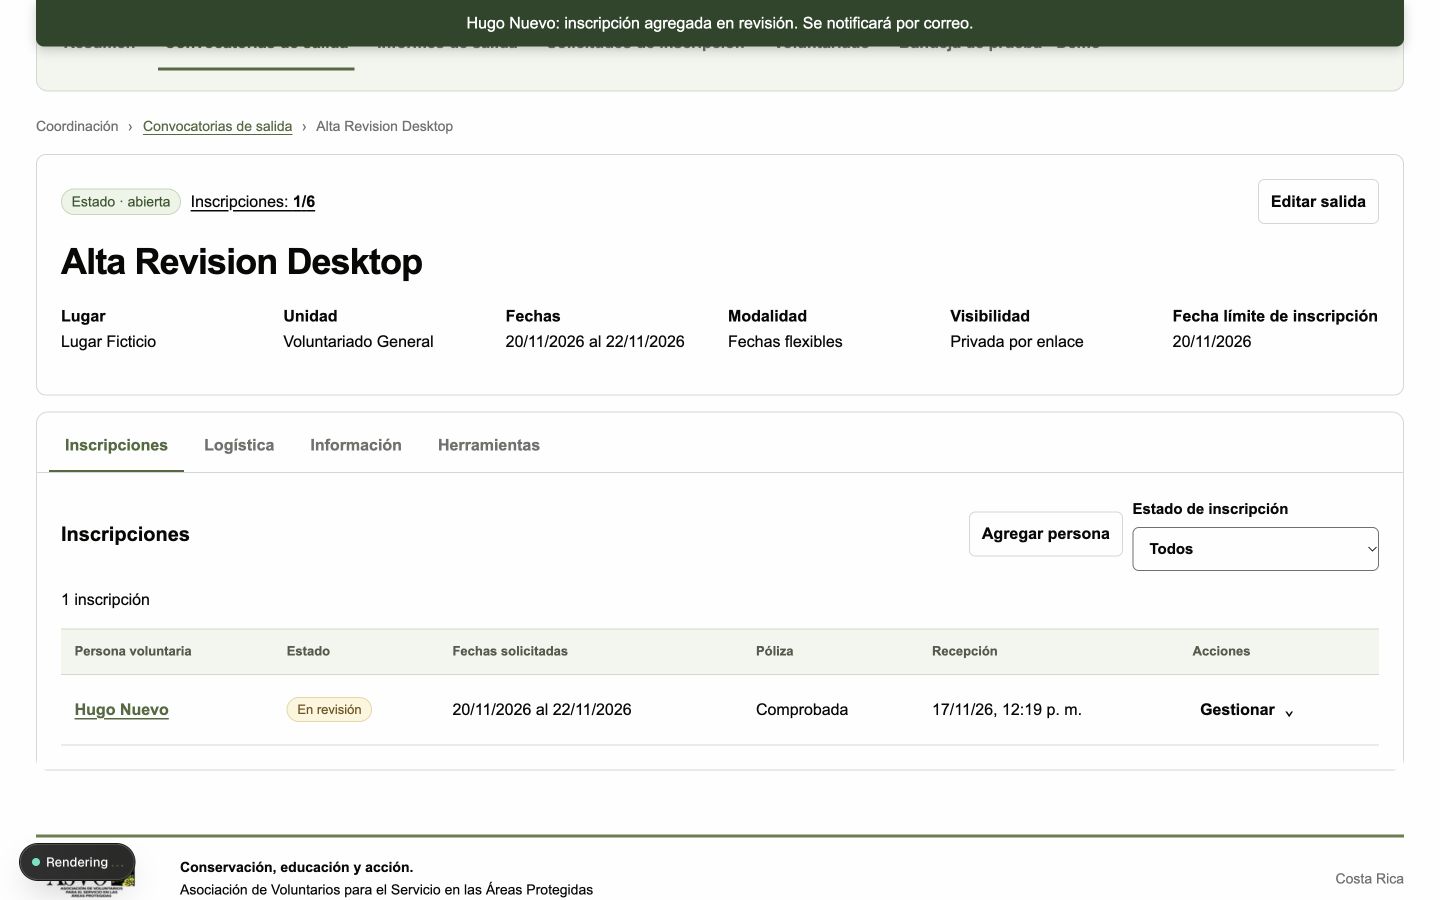 Hugo Nuevo: inscripción agregada en revisión. Se notificará por correo.
Coordinación › Convocatorias de salida › Alta Revision Desktop
Estado · abierta Inscripciones: 1/6 Editar salida
Alta Revision Desktop
Lugar Unidad Fechas Modalidad Visibilidad Fecha límite de inscripción
Lugar Ficticio Voluntariado General 20/11/2026 al 22/11/2026 Fechas flexibles Privada por enlace 20/11/2026
Inscripciones Logística Información Herramientas
Estado de inscripción
Inscripciones Agregar persona Todos
1 inscripción
Persona voluntaria Estado Fechas solicitadas Póliza Recepción Acciones
Hugo Nuevo En revisión 20/11/2026 al 22/11/2026 Comprobada 17/11/26, 12:19 p. m. Gestionar
Rendering ...
Conservación, educación y acción.
Asociación de Voluntarios para el Servicio en las Áreas Protegidas
Costa Rica